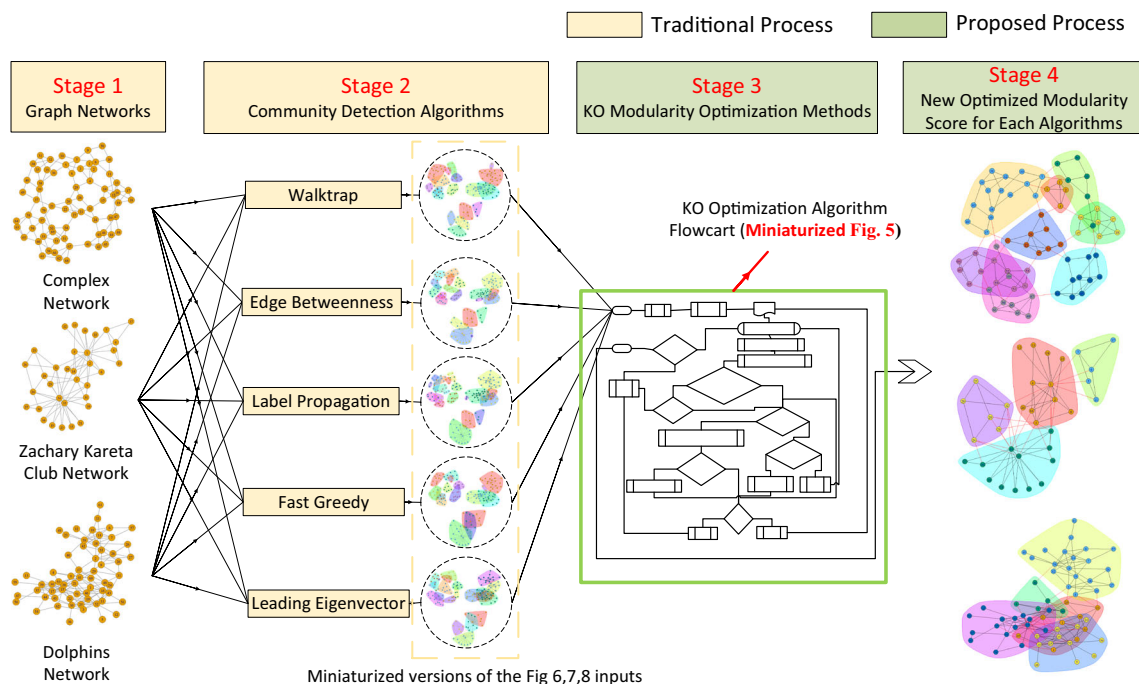 Traditional Process
Proposed Process
Stage 1
Graph Networks
Stage 2
Community Detection Algorithms
Stage 3
KO Modularity Optimization Methods
Stage 4
New Optimized Modularity
Score for Each Algorithms
Complex
Network
Zachary Kareta
Club Network
Dolphins
Network
Walktrap
Edge Betweenness
Label Propagation
Fast Greedy
Leading Eigenvector
KO Optimization Algorithm
Flowcart (Miniaturized Fig. 5)
Miniaturized versions of the Fig 6,7,8 inputs